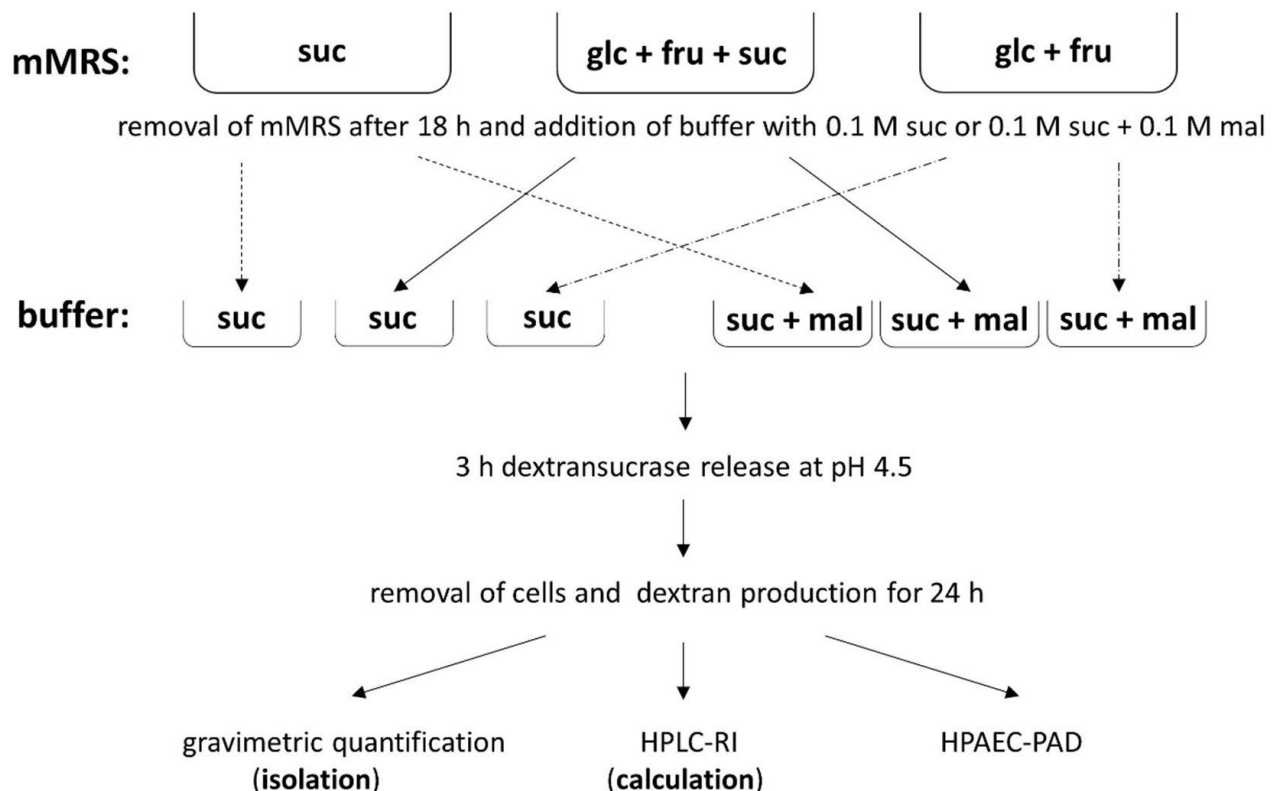 mMRS: suc glc + fru + suc glc + fru
removal of mMRS after 18 h and addition of buffer with 0.1 M suc or 0.1 M suc + 0.1 M mal
buffer: suc suc suc suc + mal suc + mal suc + mal
3 h dextransucrase release at pH 4.5
removal of cells and dextran production for 24 h
gravimetric quantification HPLC-RI HPAEC-PAD
(isolation) (calculation)